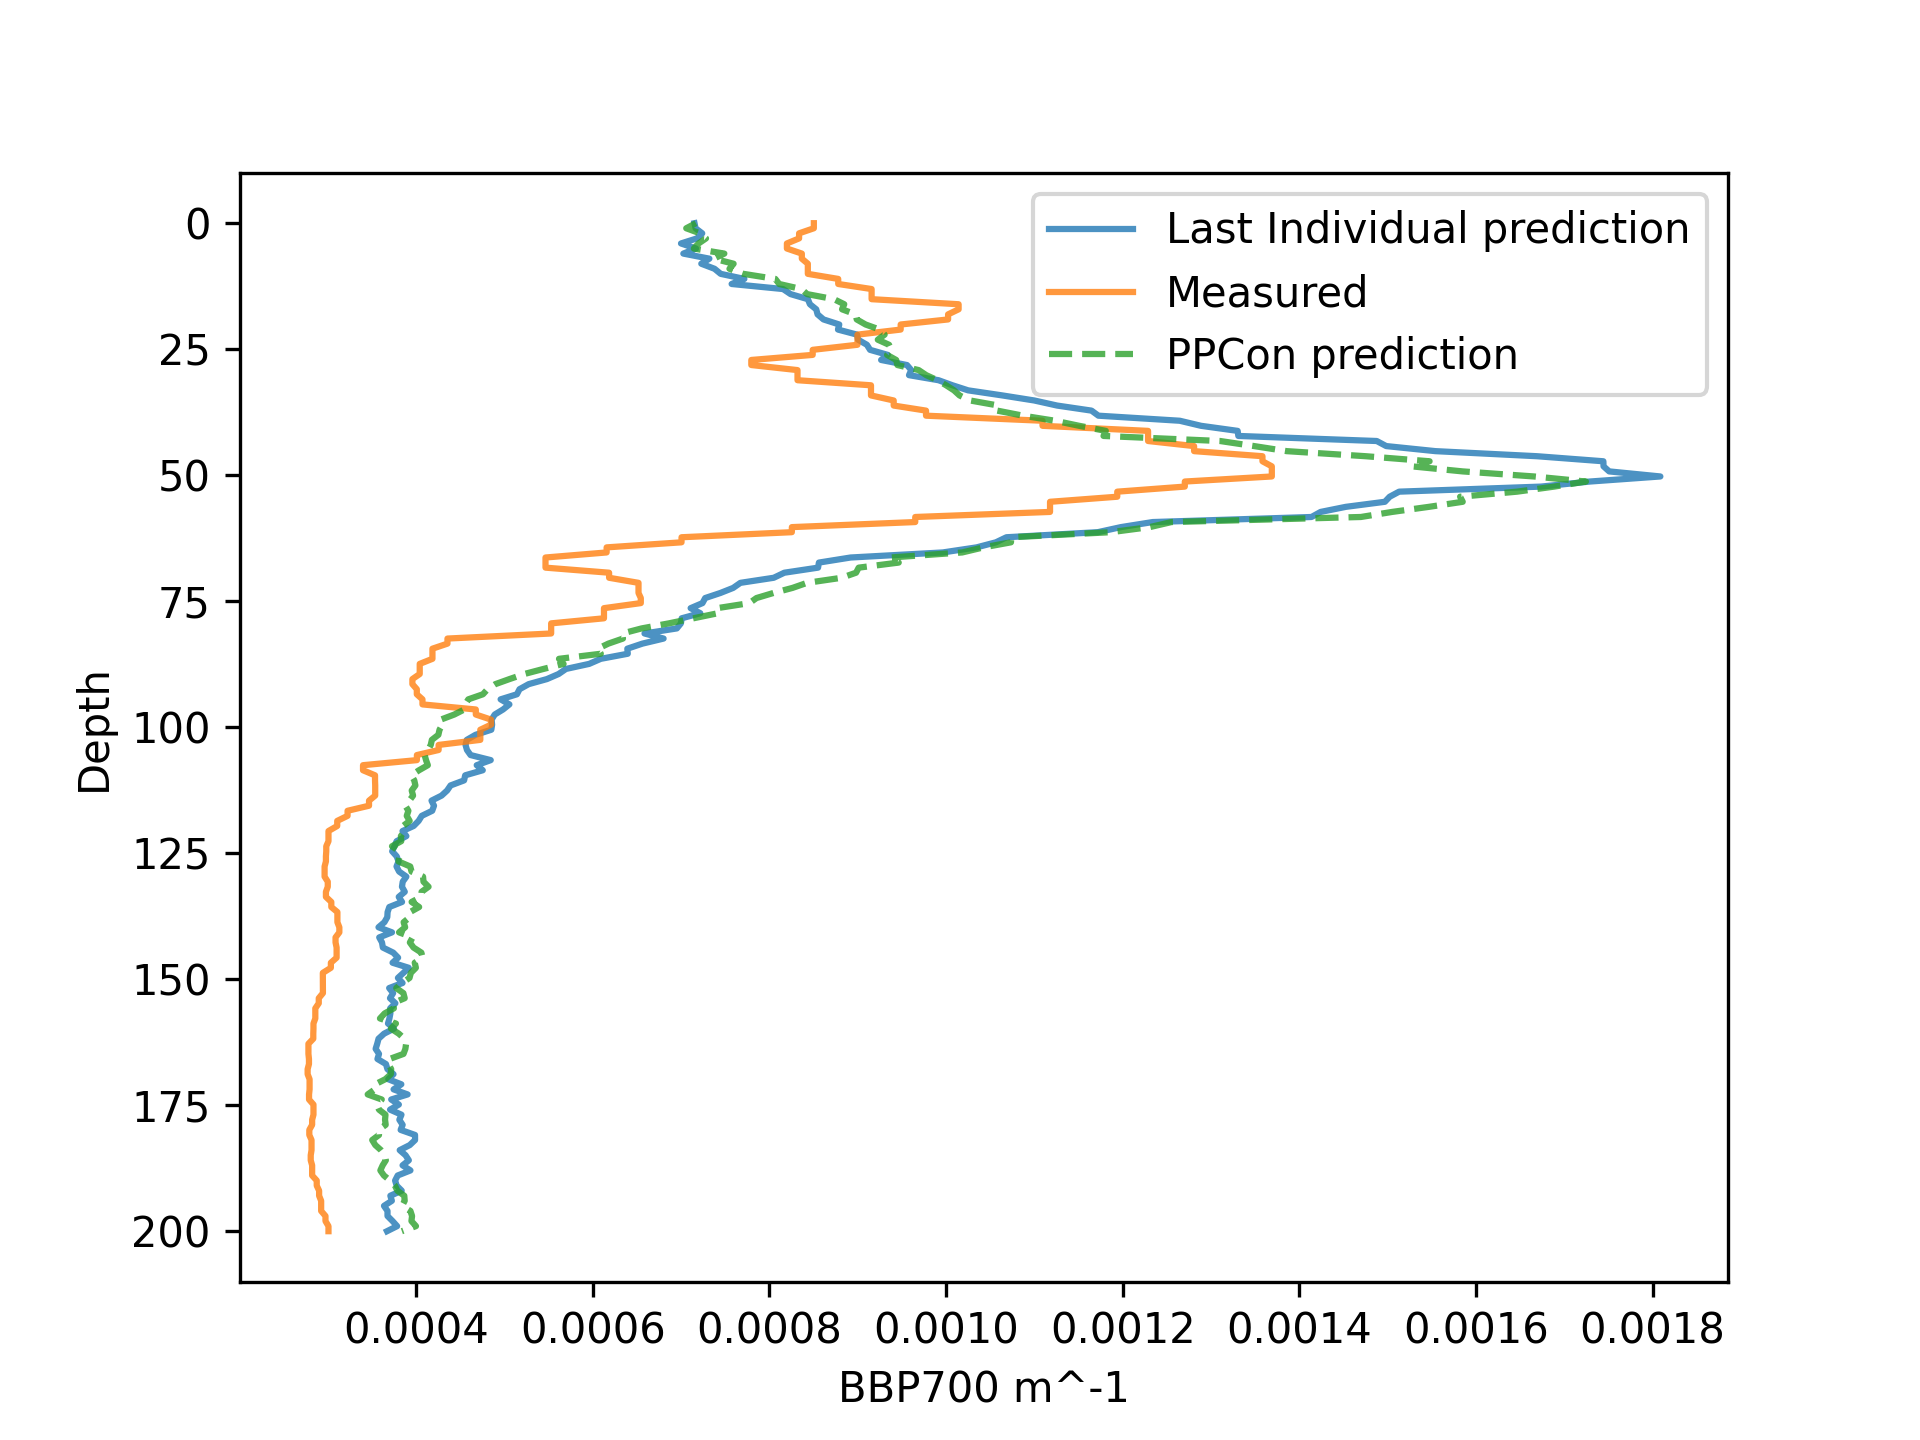 Last Individual prediction
Measured
PPCon prediction
0
25
50
75
100
125
150
175
200
Depth
0.0004 0.0006 0.0008 0.0010 0.0012 0.0014 0.0016 0.0018
BBP700 m^-1